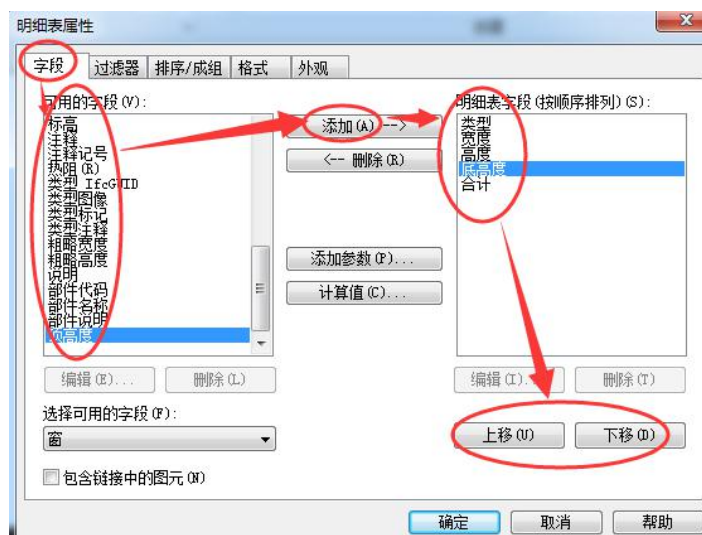 明细表属性
字段 过滤器 排序/成组 格式 外观
可用的字段(V):
标高
注释
注释记号
热阻(R)
类型 IfcGUID
类型图像
类型标记
类型注释
粗略宽度
粗略高度
说明
部件代码
部件名称
部件说明
顶高度
添加(A) -->
<-- 删除(R)
添加参数(P)...
计算值(C)...
明细表字段(按顺序排列)(S):
类型
宽度
高度
底高度
合计
编辑(E)... 删除(L)
编辑(I)... 删除(T)
选择可用的字段(F):
窗
上移(U) 下移(D)
包含链接中的图元(N)
确定 取消 帮助